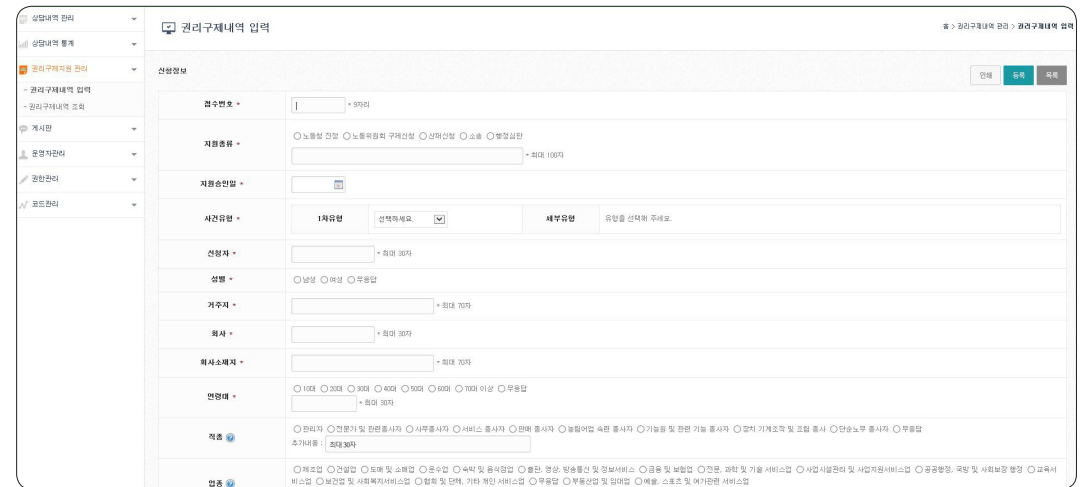 상담내역 관리
상담내역 통계
권리구제지원 관리
- 권리구제내역 입력
- 권리구제내역 조회
게시판
운영자관리
권한관리
코드관리
권리구제내역 입력
홈 > 권리구제내역 관리 > 권리구제내역 입력
신청정보
인쇄 등록 목록
접수번호 * * 9자리
지원종류 * 노동청 진정 노동위원회 구제신청 산재신청 소송 행정심판
* 최대 100자
지원승인일 *
사건유형 * 1차유형 선택하세요. 세부유형 유형을 선택해 주세요.
신청자 * * 최대 30자
성별 * 남성 여성 무응답
거주지 * * 최대 70자
회사 * * 최대 30자
회사소재지 * * 최대 70자
연령대 * 10대 20대 30대 40대 50대 60대 70대 이상 무응답
* 최대 30자
직종 관리자 전문가 및 관련종사자 사무종사자 서비스 종사자 판매 종사자 농림어업 숙련 종사자 기능원 및 관련 기능 종사자 장치 기계조작 및 조립 종사 단순노무 종사자 무응답
추가내용 : 최대30자
업종 제조업 건설업 도매 및 소매업 운수업 숙박 및 음식점업 출판, 영상, 방송통신 및 정보서비스 금융 및 보험업 전문, 과학 및 기술 서비스업 사업시설관리 및 사업지원서비스업 공공행정, 국방 및 사회보장 행정 교육서
비스업 보건업 및 사회복지서비스업 협회 및 단체, 기타 개인 서비스업 무응답 부동산업 및 임대업 예술, 스포츠 및 여가관련 서비스업